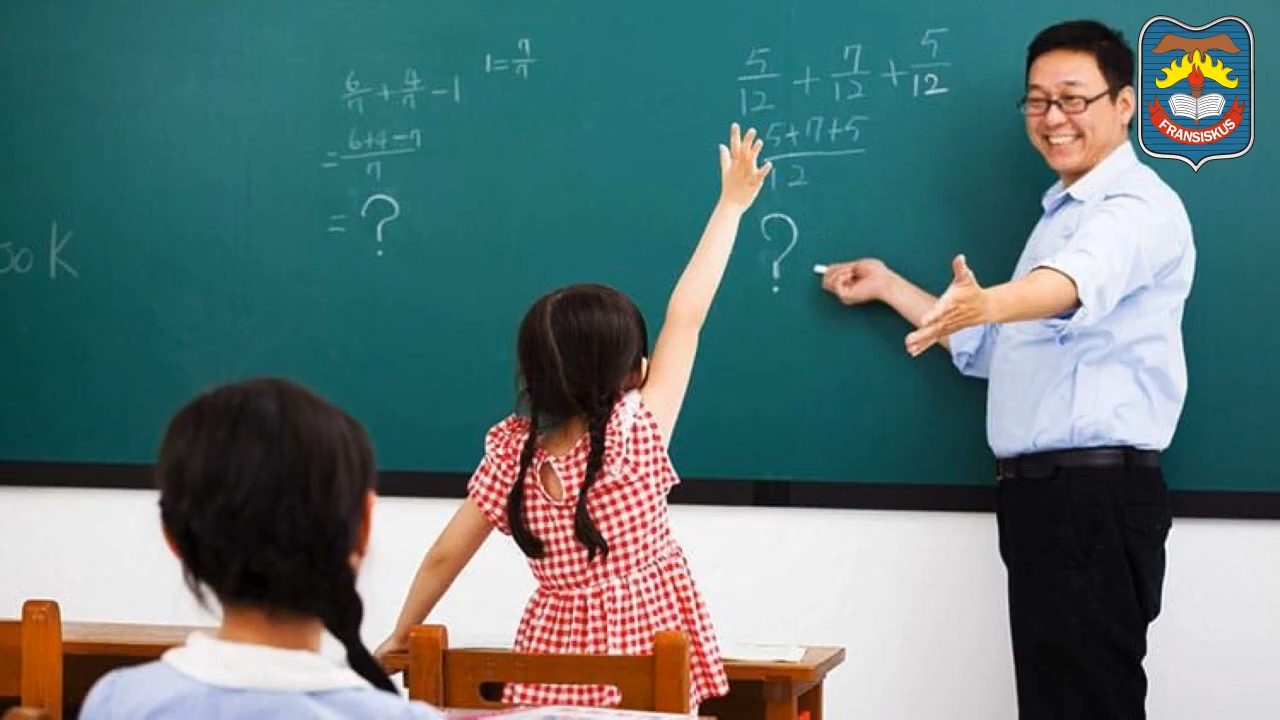 6/7 + 4/7 - 1
1 = 7/7
= 6+4-7/7
= ?
5/12 + 7/12 + 5/12
5+7+5/12
?
ook
FRANSISKUS